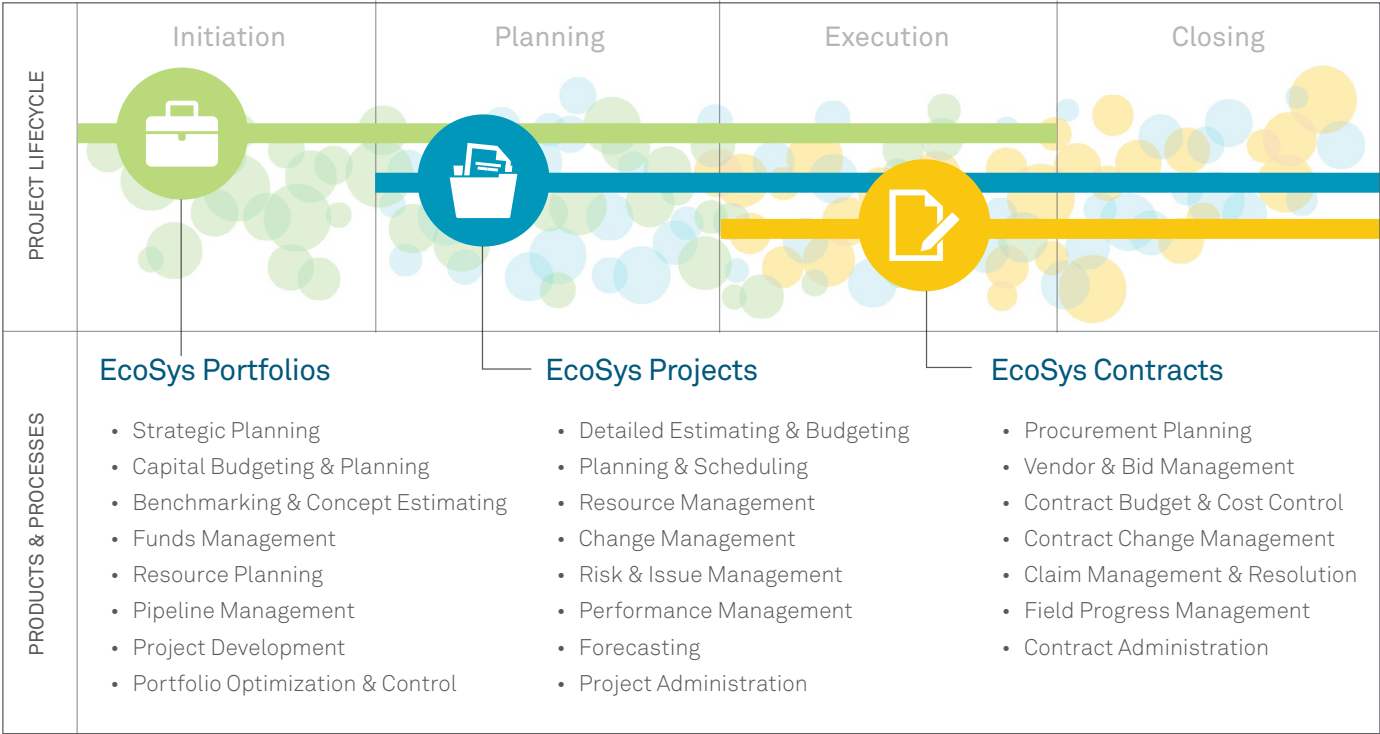 PROJECT LIFECYCLE
Initiation
Planning
Execution
Closing
PRODUCTS & PROCESSES
EcoSys Portfolios
• Strategic Planning
• Capital Budgeting & Planning
• Benchmarking & Concept Estimating
• Funds Management
• Resource Planning
• Pipeline Management
• Project Development
• Portfolio Optimization & Control
EcoSys Projects
• Detailed Estimating & Budgeting
• Planning & Scheduling
• Resource Management
• Change Management
• Risk & Issue Management
• Performance Management
• Forecasting
• Project Administration
EcoSys Contracts
• Procurement Planning
• Vendor & Bid Management
• Contract Budget & Cost Control
• Contract Change Management
• Claim Management & Resolution
• Field Progress Management
• Contract Administration